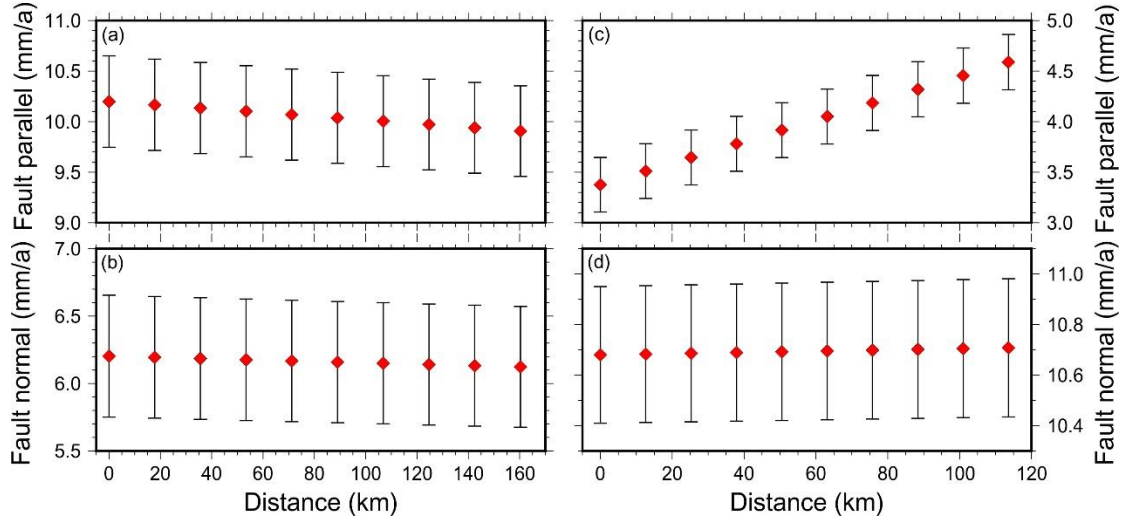 (a)
Fault parallel (mm/a)
11.0
10.5
10.0
9.5
9.0
(c)
5.0
4.5
4.0
3.5
3.0
Fault parallel (mm/a)
(b)
Fault normal (mm/a)
7.0
6.5
6.0
5.5
0 20 40 60 80 100 120 140 160
Distance (km)
(d)
11.0
10.8
10.6
10.4
Fault normal (mm/a)
0 20 40 60 80 100 120
Distance (km)